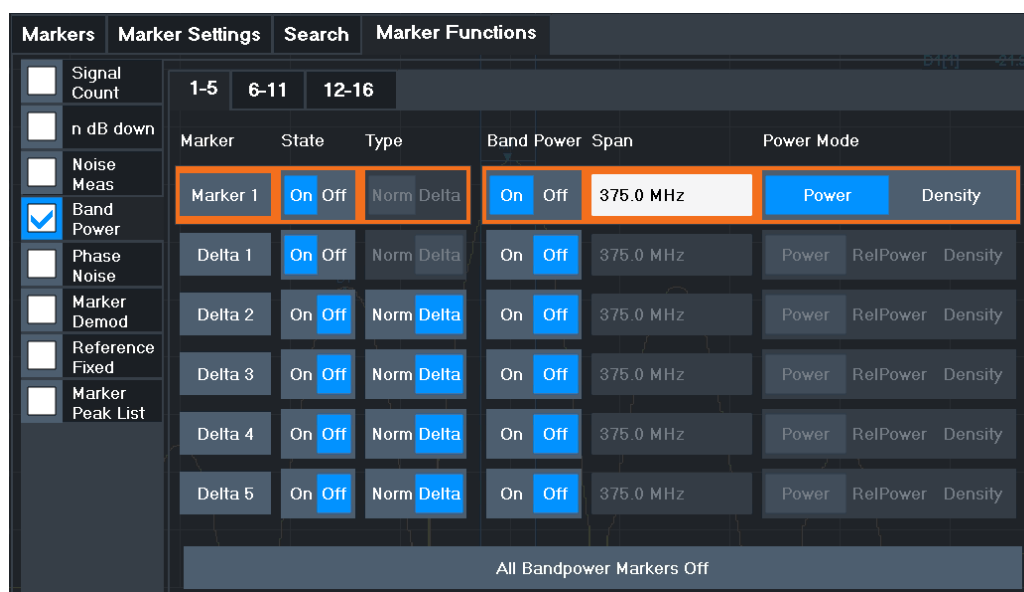 Markers Marker Settings Search Marker Functions
D1[1]
Signal
Count
n dB down
Noise
Meas
Band
Power
Phase
Noise
Marker
Demod
Reference
Fixed
Marker
Peak List
1-5 6-11 12-16
Marker State Type Band Power Span Power Mode
Marker 1 On Off Norm Delta On Off 375.0 MHz Power Density
Delta 1 On Off Norm Delta On Off 375.0 MHz Power RelPower Density
Delta 2 On Off Norm Delta On Off 375.0 MHz Power RelPower Density
Delta 3 On Off Norm Delta On Off 375.0 MHz Power RelPower Density
Delta 4 On Off Norm Delta On Off 375.0 MHz Power RelPower Density
Delta 5 On Off Norm Delta On Off 375.0 MHz Power RelPower Density
All Bandpower Markers Off